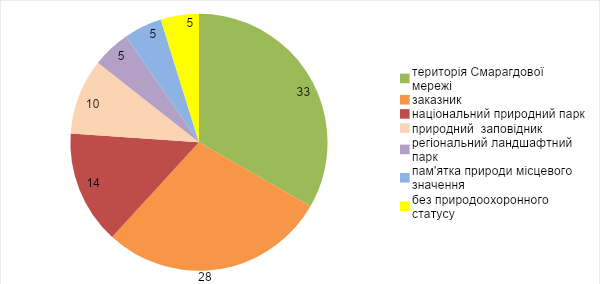 5
5
5
10
14
28
33
територія Смарагдової
мережі
заказник
національний природний парк
природний  заповідник
регіональний ландшафтний
парк
пам'ятка природи місцевого
значення
без природоохоронного
статусу